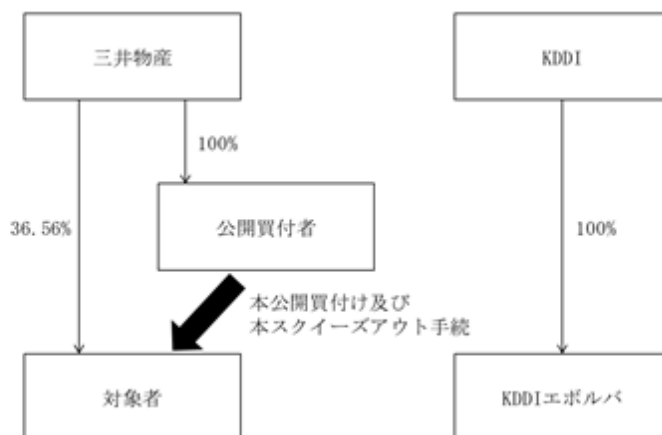 三井物産
KDDI
100%
公開買付者
36.56%
100%
本公開買付け及び
本スクイーズアウト手続
対象者
KDDIエボルバ